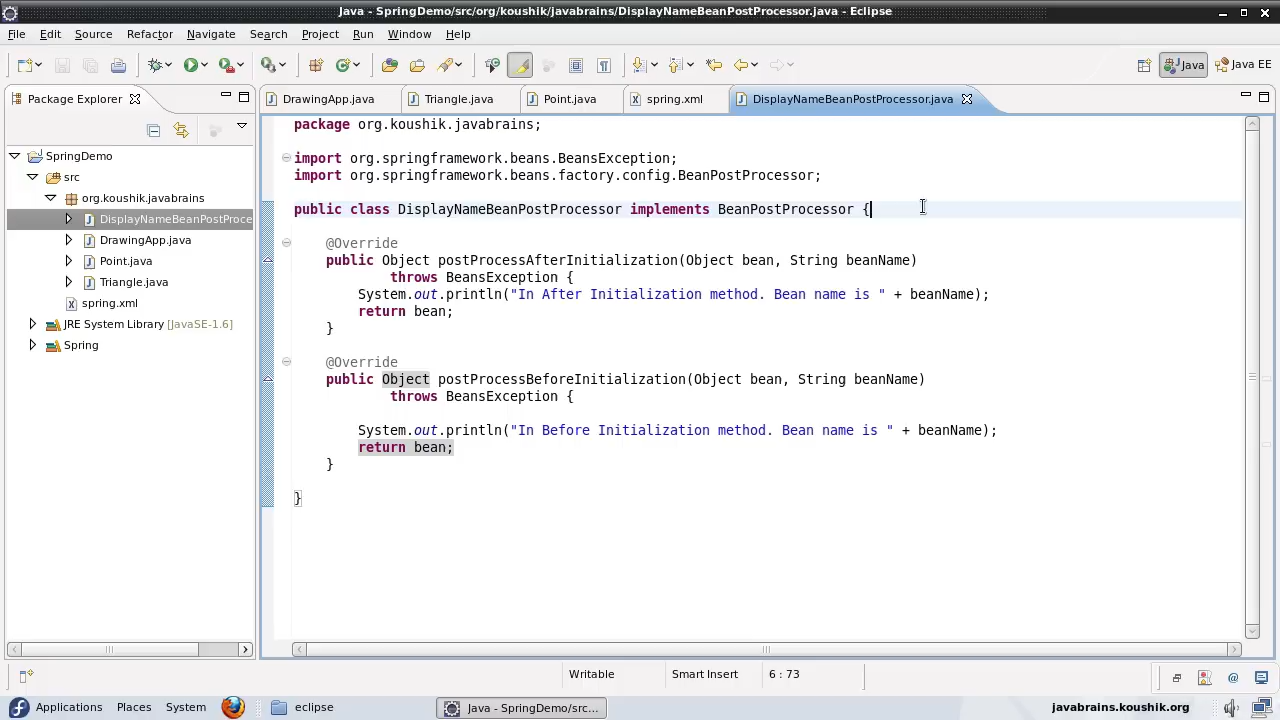 Java - SpringDemo/src/org/koushik/javabrains/DisplayNameBeanPostProcessor.java - Eclipse
File Edit Source Refactor Navigate Search Project Run Window Help
Java Java EE
Package Explorer
DrawingApp.java Triangle.java Point.java spring.xml DisplayNameBeanPostProcessor.java
SpringDemo
src
org.koushik.javabrains
DisplayNameBeanPostProce
DrawingApp.java
Point.java
Triangle.java
spring.xml
JRE System Library [JavaSE-1.6]
Spring
package org.koushik.javabrains;
import org.springframework.beans.BeansException;
import org.springframework.beans.factory.config.BeanPostProcessor;
public class DisplayNameBeanPostProcessor implements BeanPostProcessor {
@Override
public Object postProcessAfterInitialization(Object bean, String beanName)
throws BeansException {
System.out.println("In After Initialization method. Bean name is " + beanName);
return bean;
}
@Override
public Object postProcessBeforeInitialization(Object bean, String beanName)
throws BeansException {
System.out.println("In Before Initialization method. Bean name is " + beanName);
return bean;
}
}
Writable Smart Insert 6 : 73
Applications Places System eclipse Java - SpringDemo/src... javabrains.koushik.org